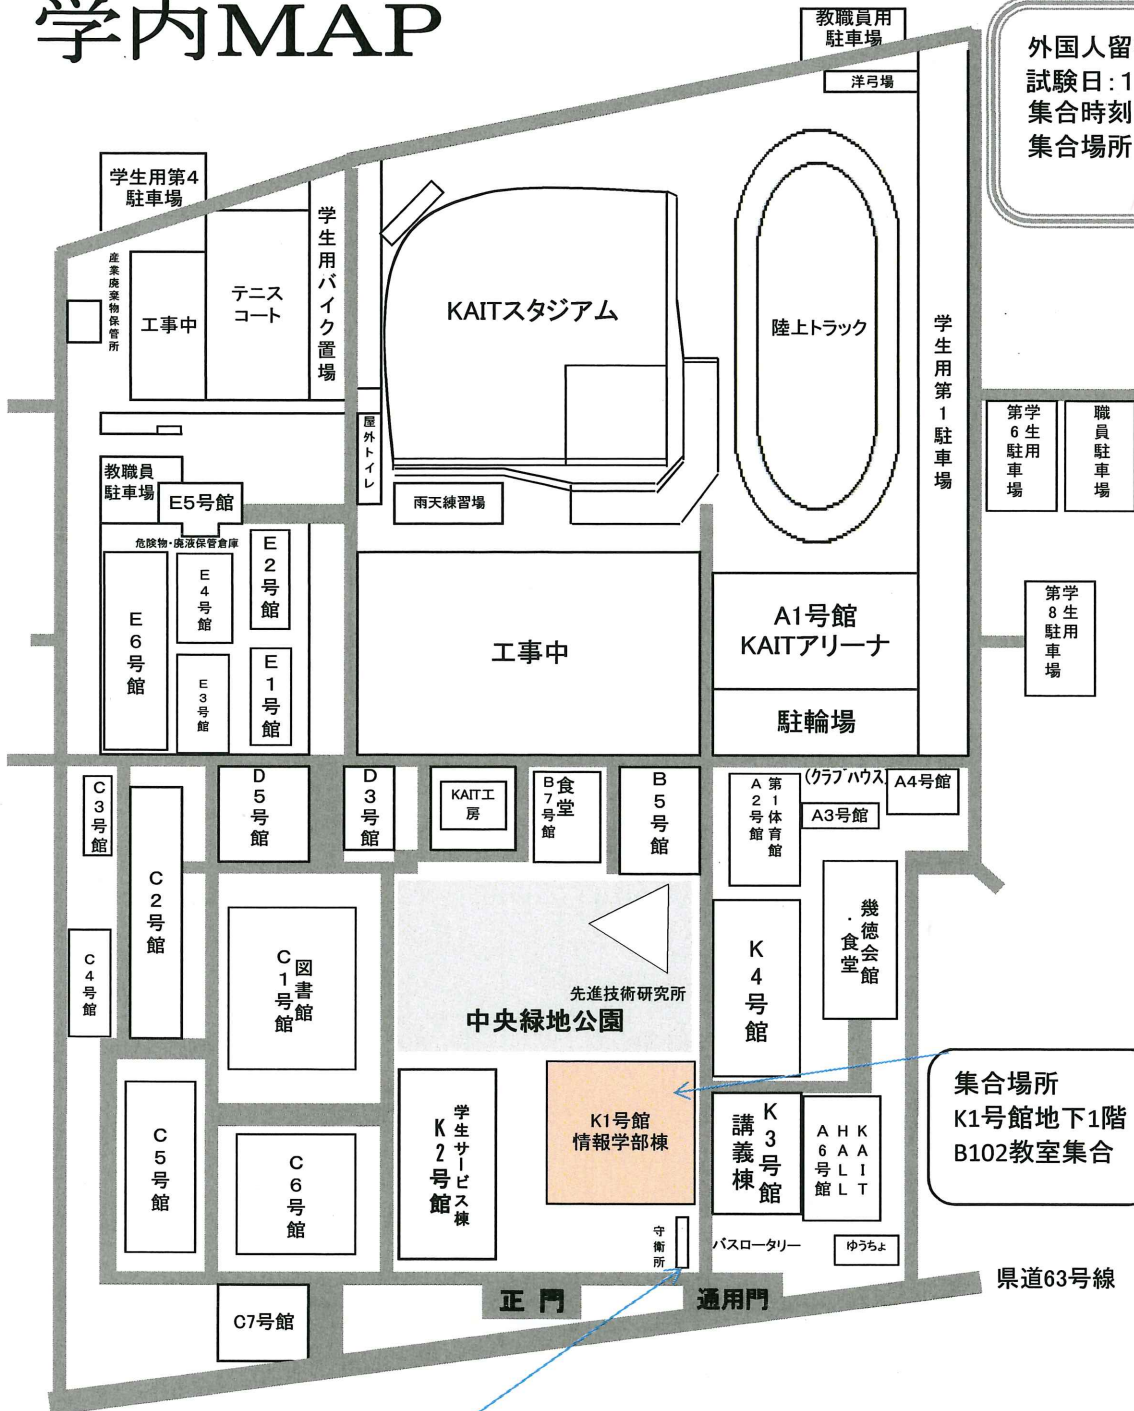 学内MAP
教職員用
駐車場
洋弓場
外国人留
試験日:1
集合時刻
集合場所
学生用第4
駐車場
産業廃棄物保管所
工事中
テニス
コート
学生用バイク置場
KAITスタジアム
陸上トラック
学生用第1駐車場
学生用
第6駐車場
職員駐車場
屋外トイレ
教職員
駐車場
E5号館
雨天練習場
危険物・廃液保管倉庫
E6号館
E4号館
E2号館
E3号館
E1号館
工事中
A1号館
KAITアリーナ
駐輪場
学生用
第8駐車場
C3号館
D5号館
D3号館
KAIT工
房
食堂
B7号館
B5号館
第1体育館
A2号館
(クラブハウス
A4号館
A3号館
C2号館
C4号館
図書館
C1号館
先進技術研究所
中央緑地公園
K4号館
幾徳会館
・食堂
C5号館
C6号館
学生サービス棟
K2号館
K1号館
情報学部棟
K3号館
講義棟
KAIT
HALL
A6号館
集合場所
K1号館地下1階
B102教室集合
守衛所
バスロータリー
ゆうちょ
県道63号線
正門
通用門
C7号館